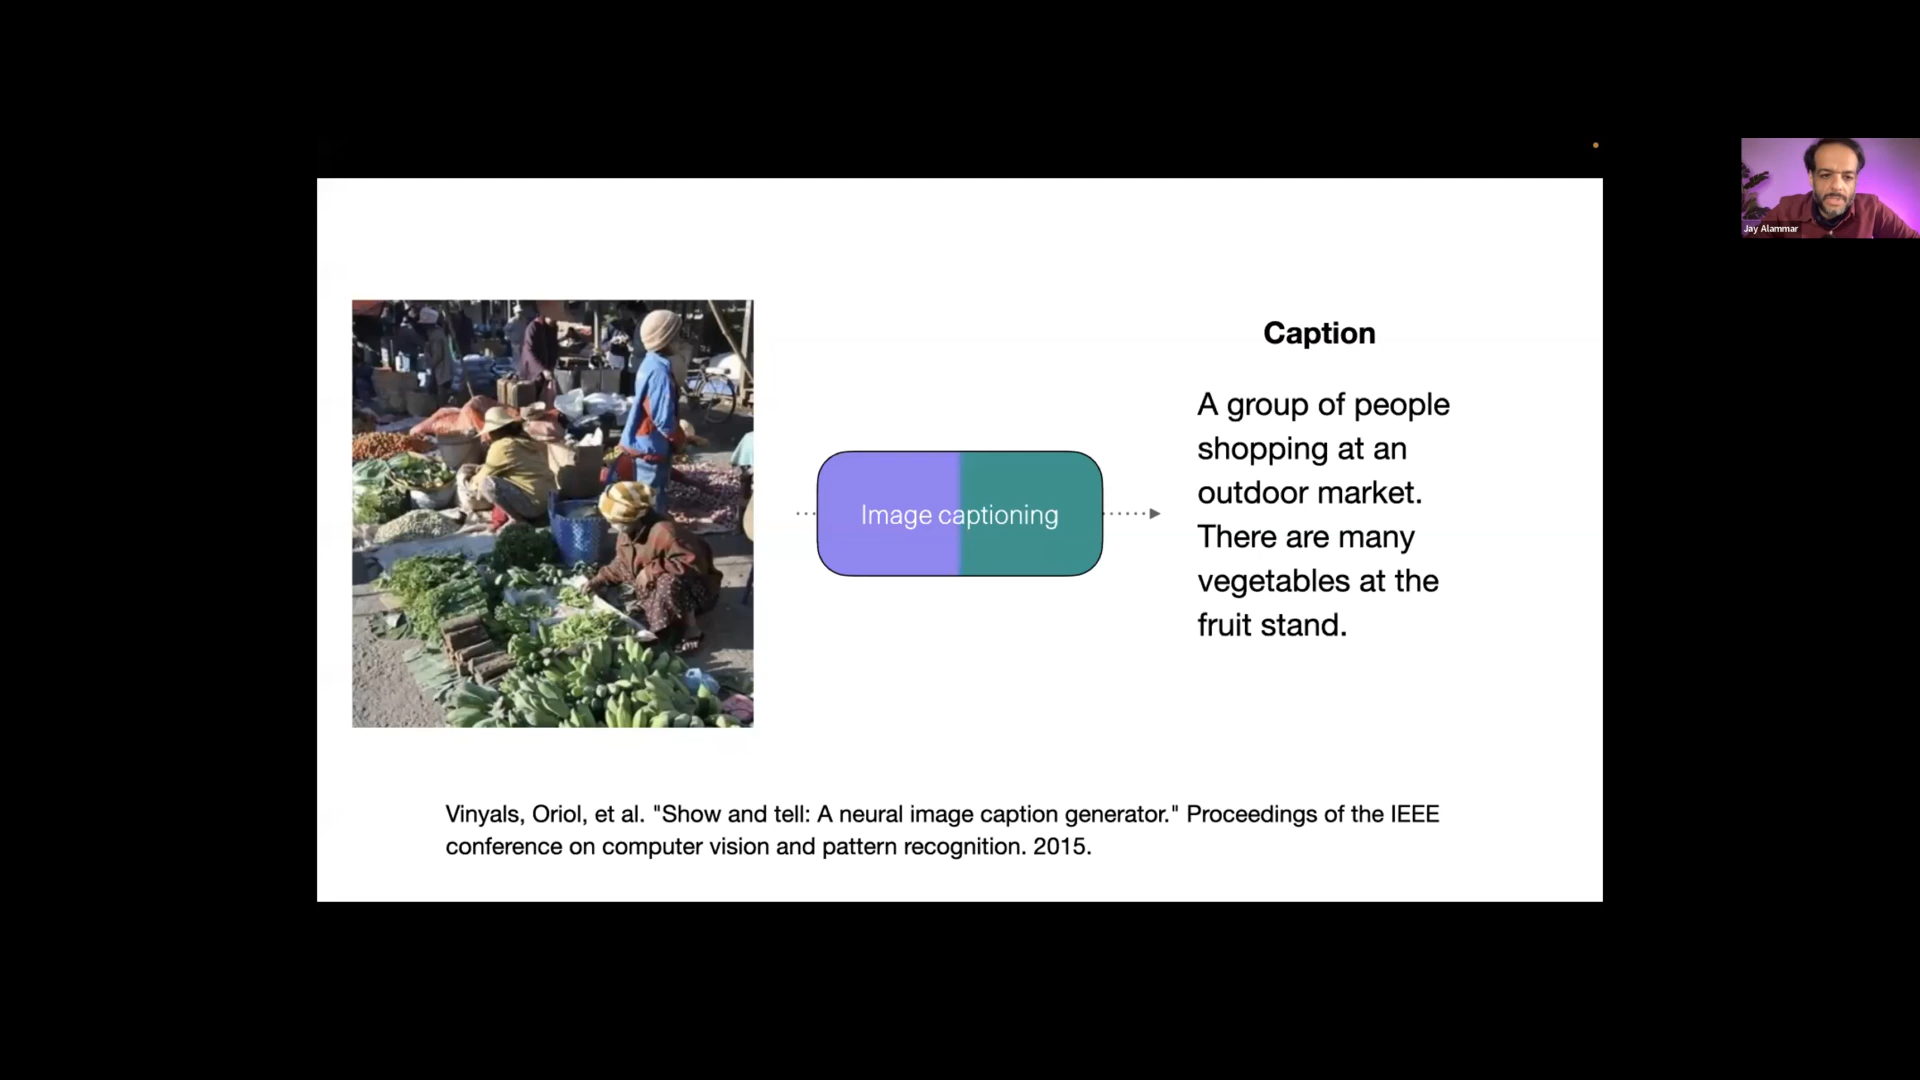 Jay Alammar
Caption
A group of people
shopping at an
outdoor market.
There are many
vegetables at the
fruit stand.
Image captioning
Vinyals, Oriol, et al. "Show and tell: A neural image caption generator." Proceedings of the IEEE
conference on computer vision and pattern recognition. 2015.